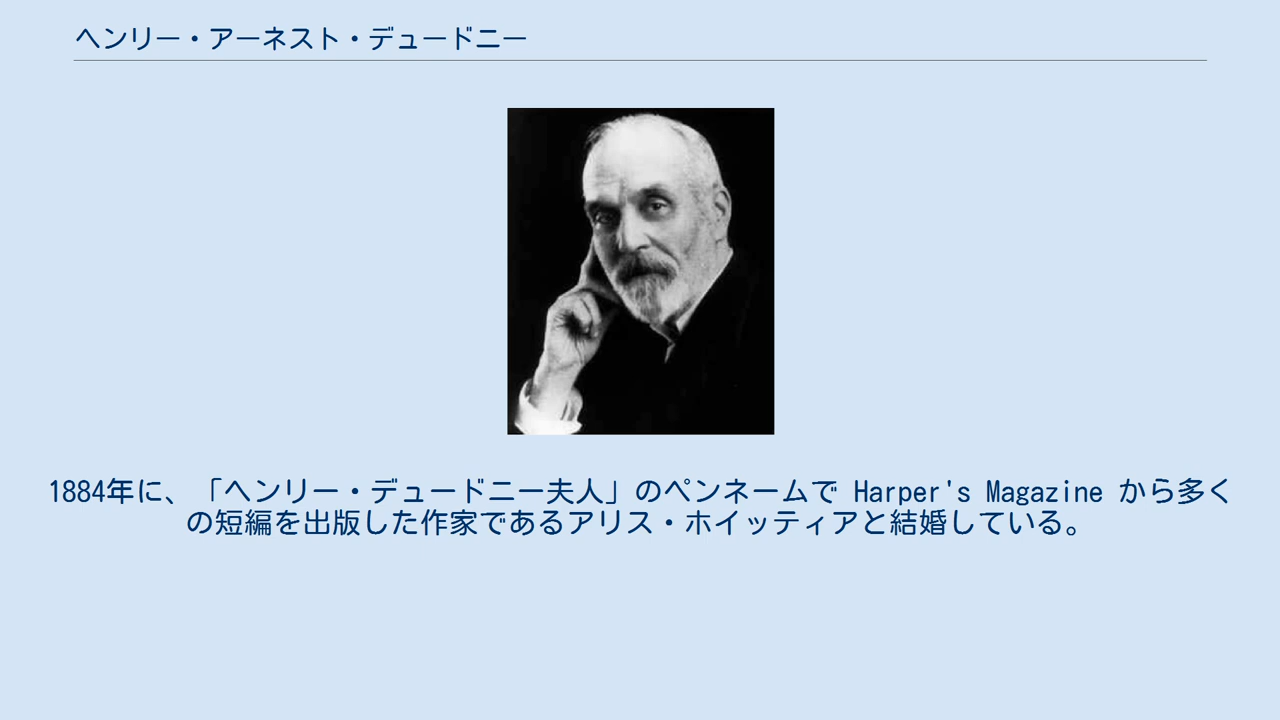 ヘンリー・アーネスト・デュードニー
1884年に、「ヘンリー・デュードニー夫人」のペンネームで Harper's Magazine から多く
の短編を出版した作家であるアリス・ホイッティアと結婚している。